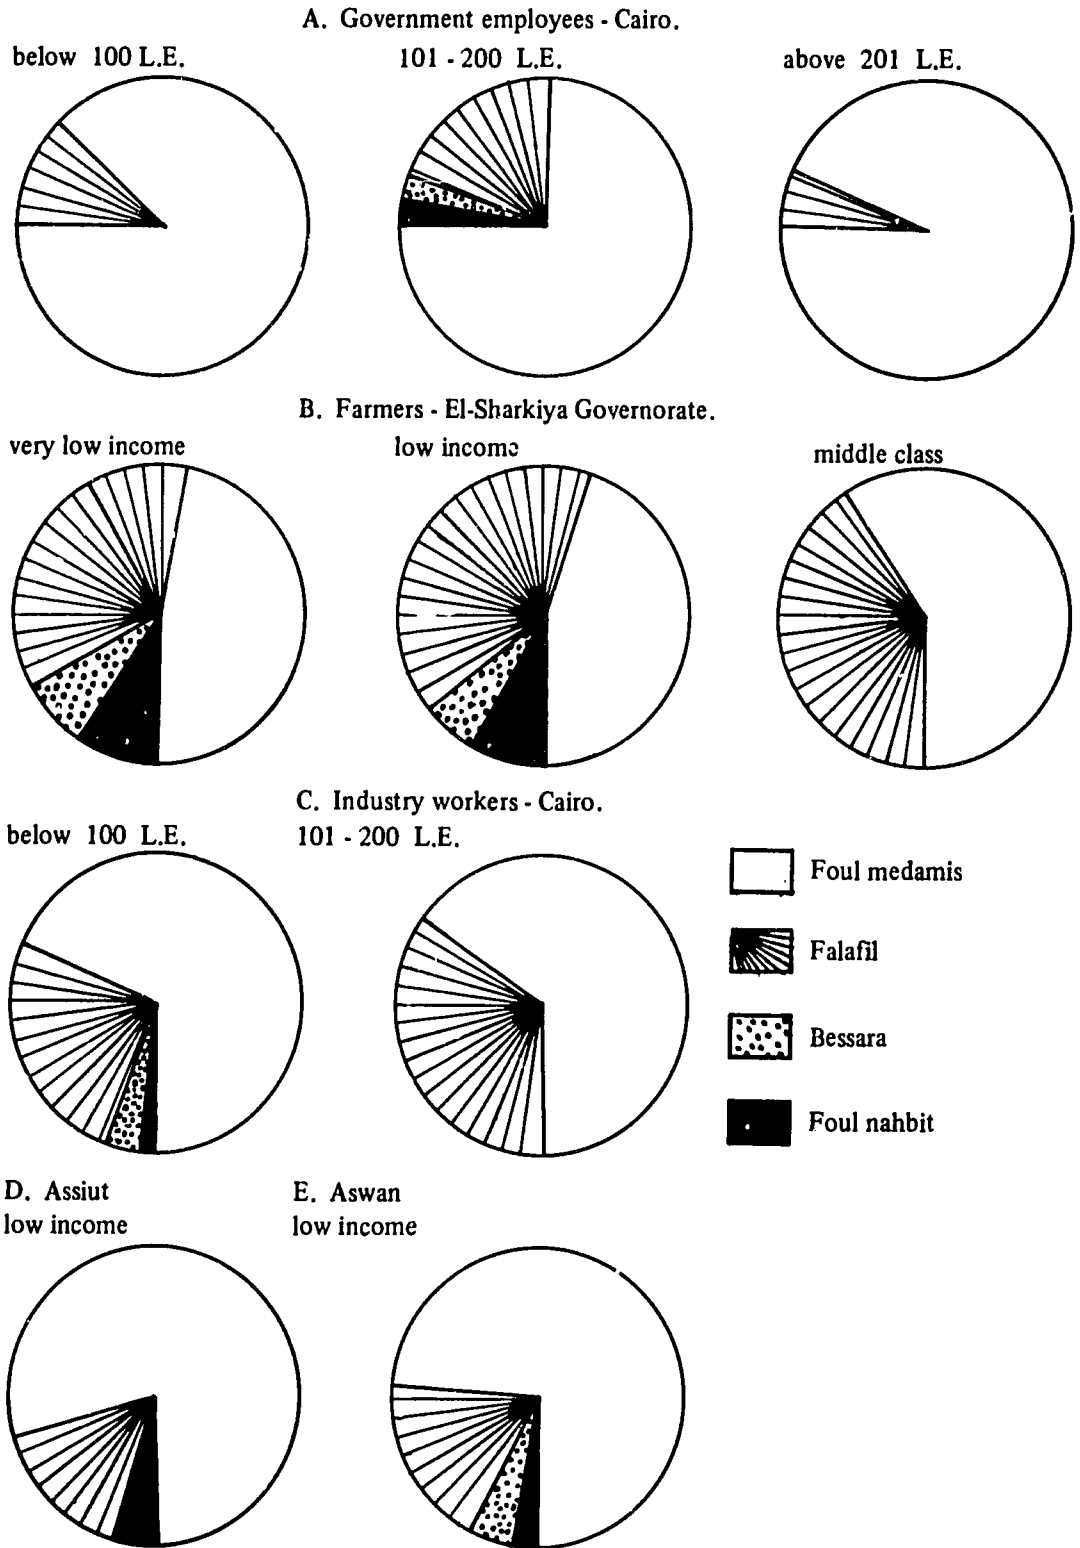 A. Government employees - Cairo.
below 100 L.E.
101 - 200 L.E.
above 201 L.E.
B. Farmers - El-Sharkiya Governorate.
very low income
low income
middle class
C. Industry workers - Cairo.
below 100 L.E.
101 - 200 L.E.
Foul medamis
Falafil
Bessara
Foul nahbit
D. Assiut
low income
E. Aswan
low income